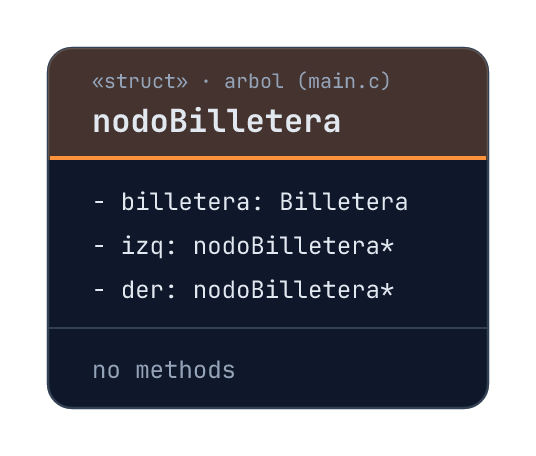 «struct» · arbol (main.c)
nodoBilletera
- billetera: Billetera
- izq: nodoBilletera*
- der: nodoBilletera*
no methods